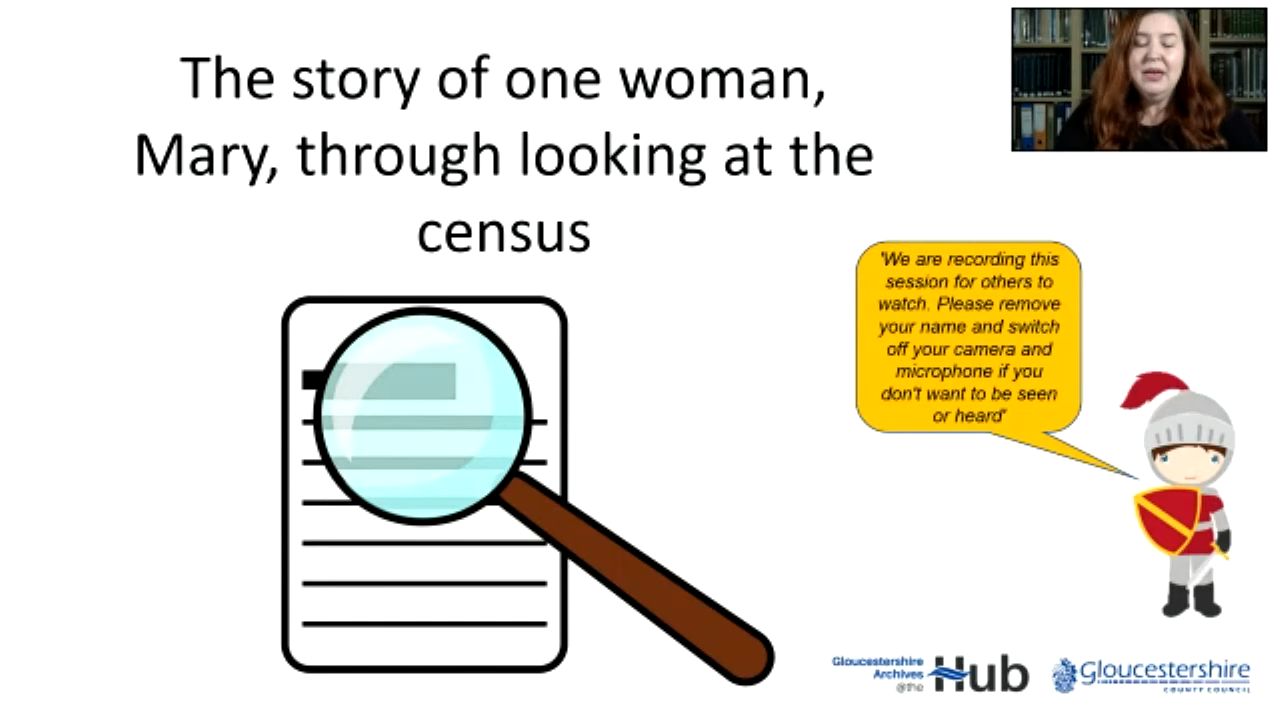 The story of one woman,
Mary, through looking at the
census
'We are recording this
session for others to
watch. Please remove
your name and switch
off your camera and
microphone if you
don't want to be seen
or heard'
Gloucestershire
Archives
@the
Hub
Gloucestershire
COUNTY COUNCIL